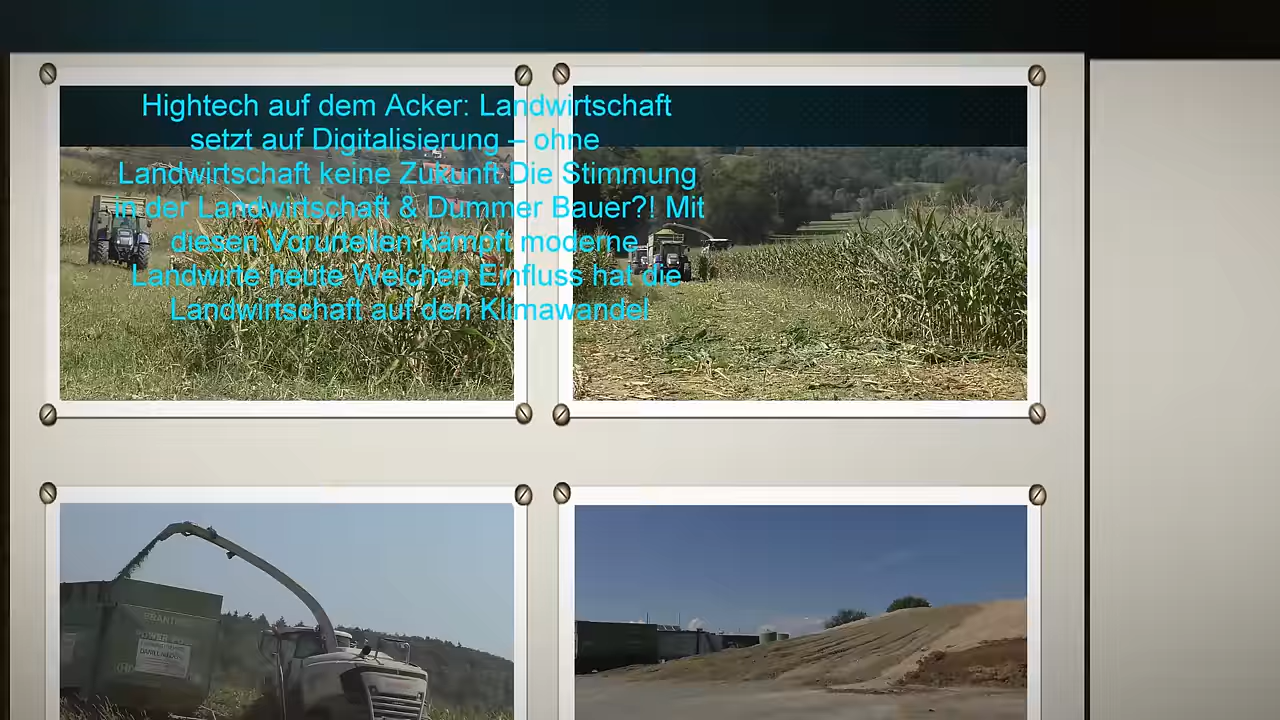 Hightech auf dem Acker: Landwirtschaft
setzt auf Digitalisierung – ohne
Landwirtschaft keine Zukunft Die Stimmung
in der Landwirtschaft & Dummer Bauer?! Mit
diesen Vorurteilen kämpft moderne
Landwirte heute Welchen Einfluss hat die
Landwirtschaft auf den Klimawandel